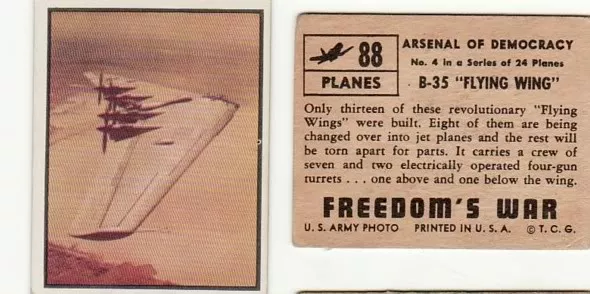 88
PLANES
ARSENAL OF DEMOCRACY
No. 4 in a Series of 24 Planes
B-35 "FLYING WING"
Only thirteen of these revolutionary "Flying
Wings" were built. Eight of them are being
changed over into jet planes and the rest will
be torn apart for parts. It carries a crew of
seven and two electrically operated four-gun
turrets . . . one above and one below the wing.
FREEDOM'S WAR
U. S. ARMY PHOTO PRINTED IN U. S. A. © T. C. G.